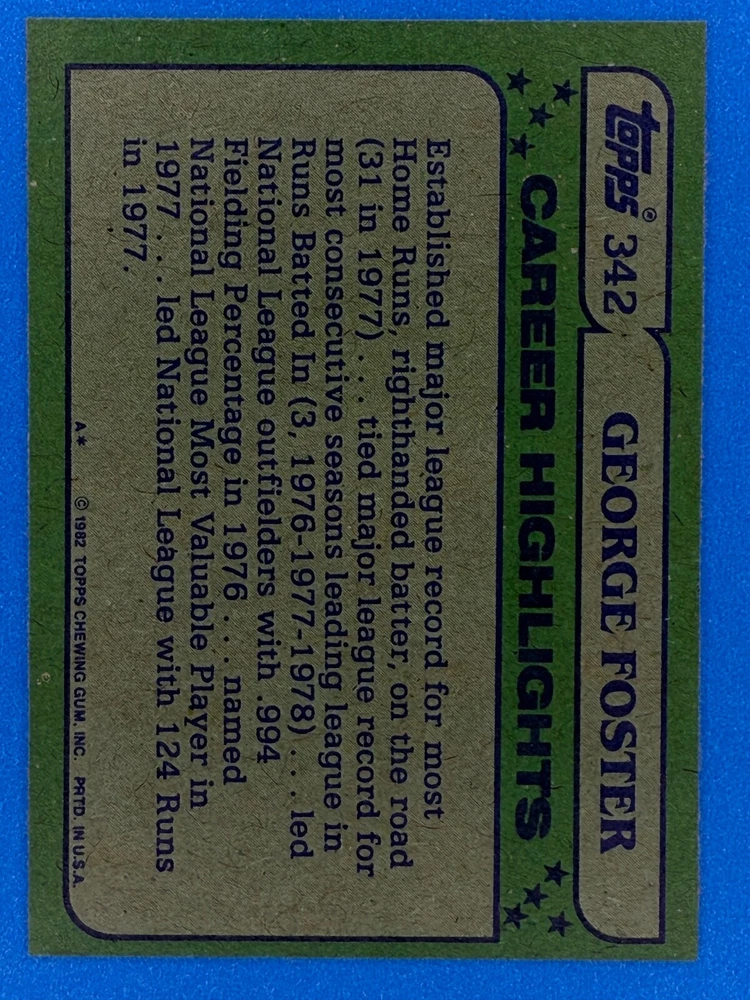 topps® 342 GEORGE FOSTER
CAREER HIGHLIGHTS
Established major league record for most
Home Runs, righthanded batter, on the road
(31 in 1977) . . . tied major league record for
most consecutive seasons leading league in
Runs Batted In (3, 1976-1977-1978) . . . led
National League outfielders with .994
Fielding Percentage in 1976 . . . named
National League Most Valuable Player in
1977 . . . led National League with 124 Runs
in 1977.
A* © 1982 TOPPS CHEWING GUM, INC. PRTD. IN U.S.A.